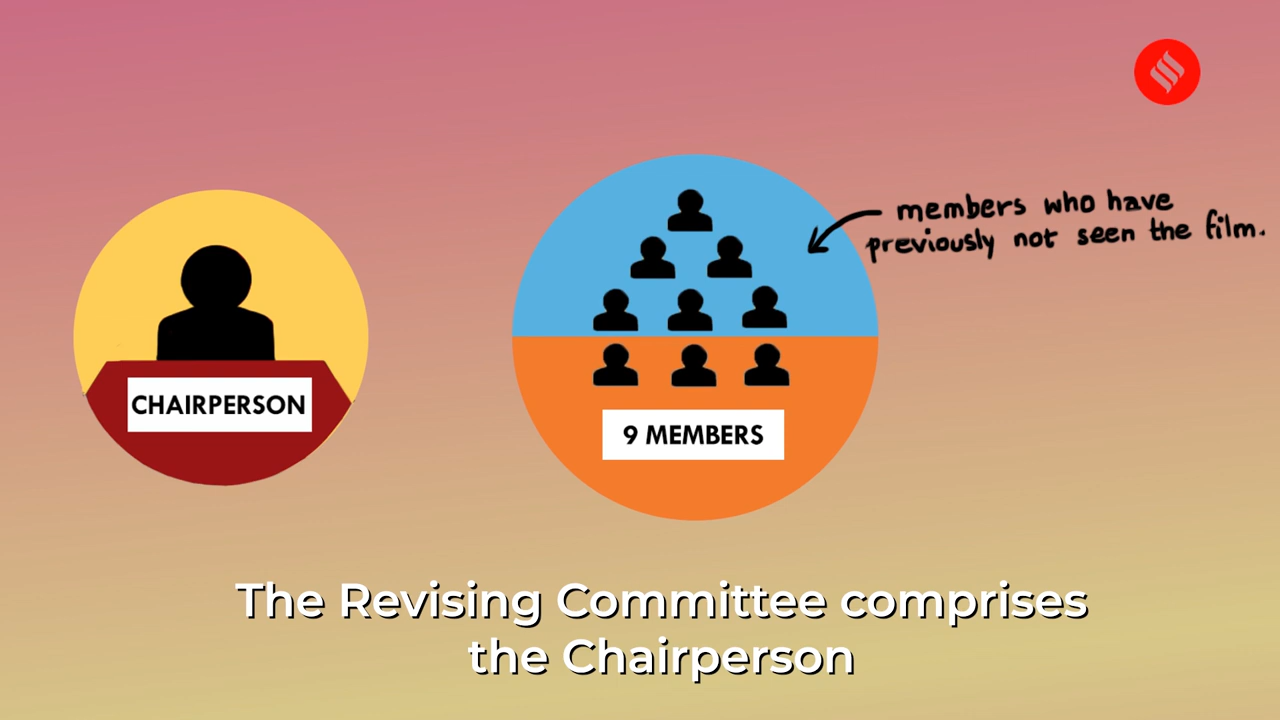 members who have
previously not seen the film.
CHAIRPERSON
9 MEMBERS
The Revising Committee comprises
the Chairperson